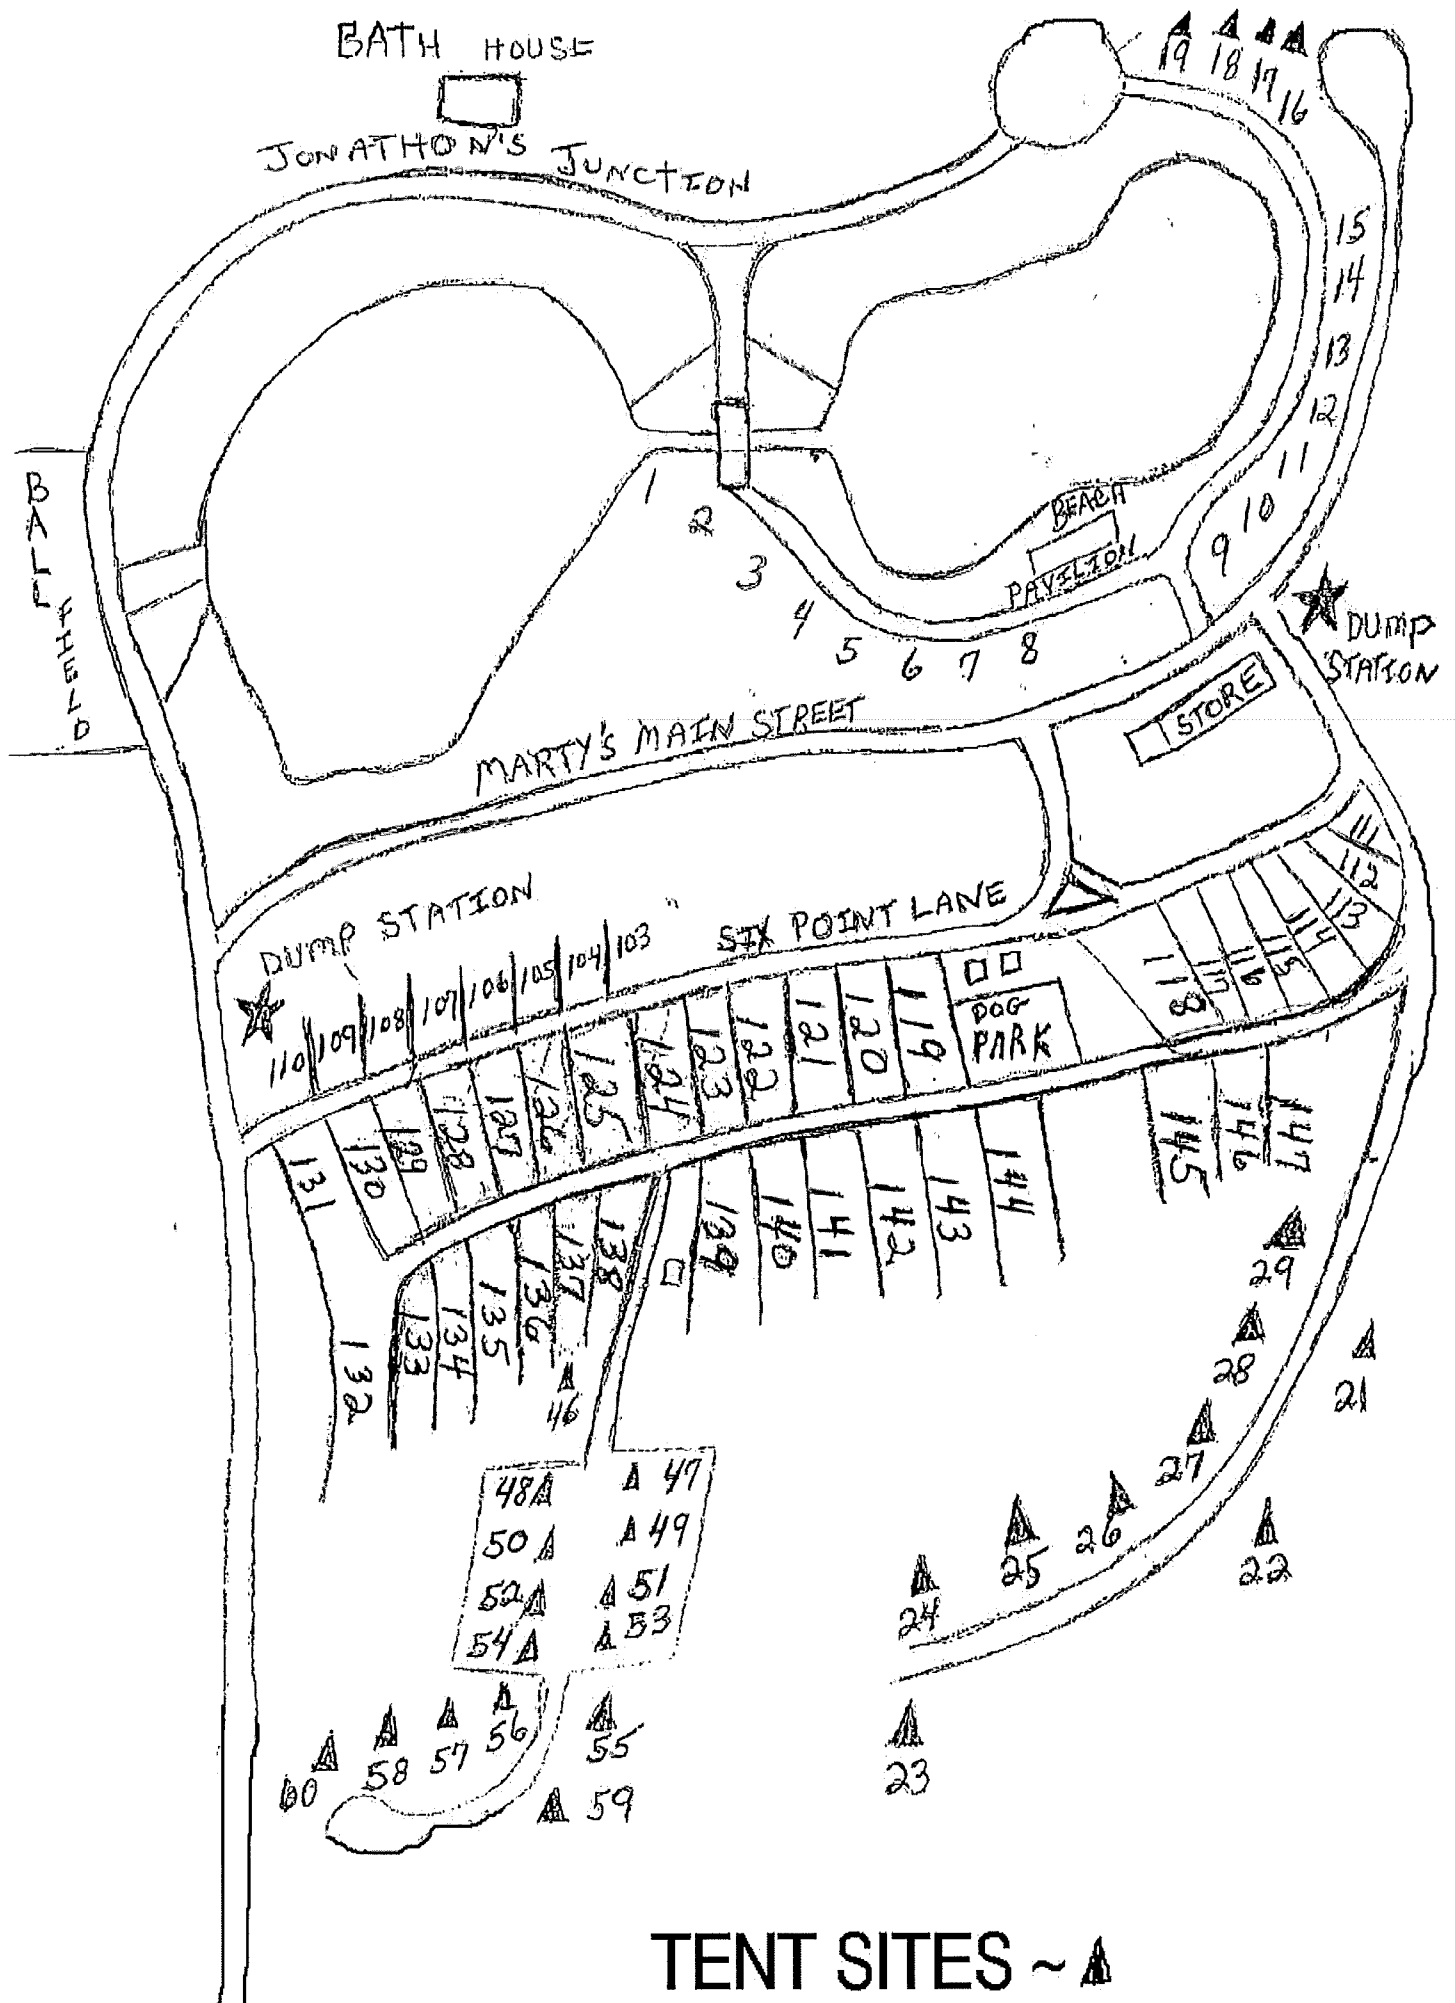 BATH HOUSE
JONATHON'S JUNCTION
19 18 17 16
15
14
13
12
11
10
9
BALL FIELD
1
2
3
4
5
6
7
8
BEACH
PAVILION
DUMP
STATION
STORE
MARTY'S MAIN STREET
DUMP STATION
SIX POINT LANE
110 109 108 107 106 105 104 103
111
112
113
114
115
116
117
118
DOG
PARK
131 130 129 128 127 126 125 124 123 122 121 120 119
132 133 134 135 136 137 138 139 140 141 142 143 144 145 146 147
29
28
21
27
26
22
25
24
23
46
48 47
50 49
52 51
54 53
56 55
60 58 57
59
TENT SITES ~